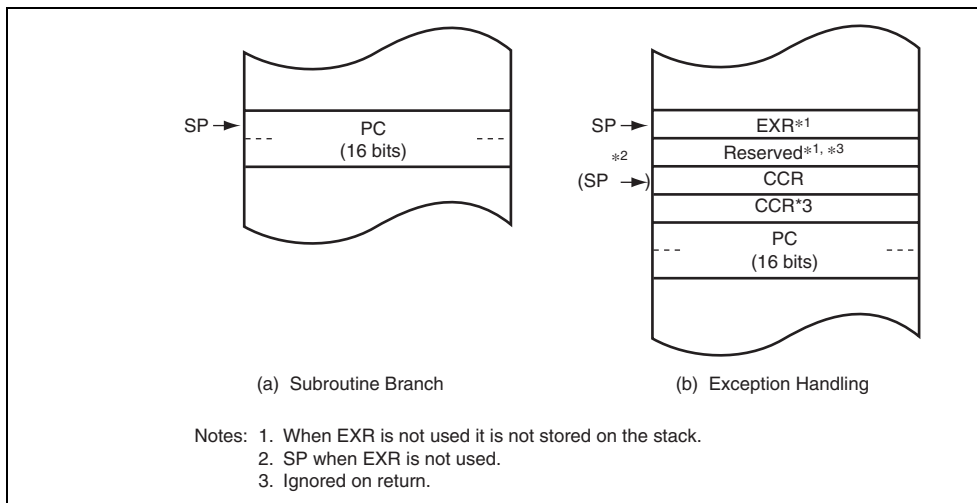 SP
PC
(16 bits)
(a) Subroutine Branch
SP
*2
(SP )
EXR*1
Reserved*1, *3
CCR
CCR*3
PC
(16 bits)
(b) Exception Handling
Notes: 1. When EXR is not used it is not stored on the stack.
2. SP when EXR is not used.
3. Ignored on return.